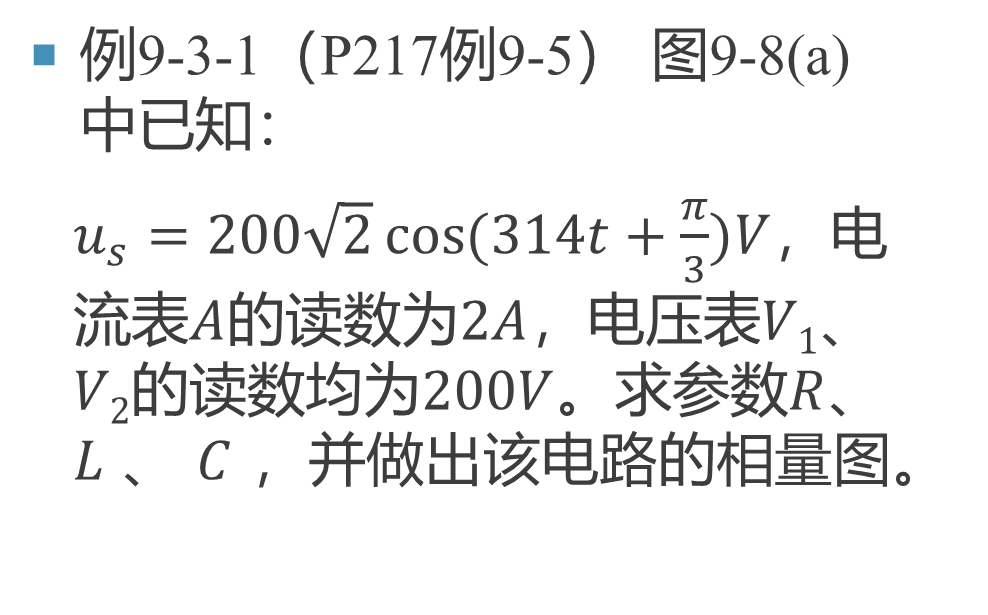 例9-3-1（P217例9-5） 图9-8(a)
中已知：
u_s = 200√2 cos(314t + π/3)V，电
流表A的读数为2A，电压表V₁、
V₂的读数均为200V。求参数R、
L 、 C ，并做出该电路的相量图。